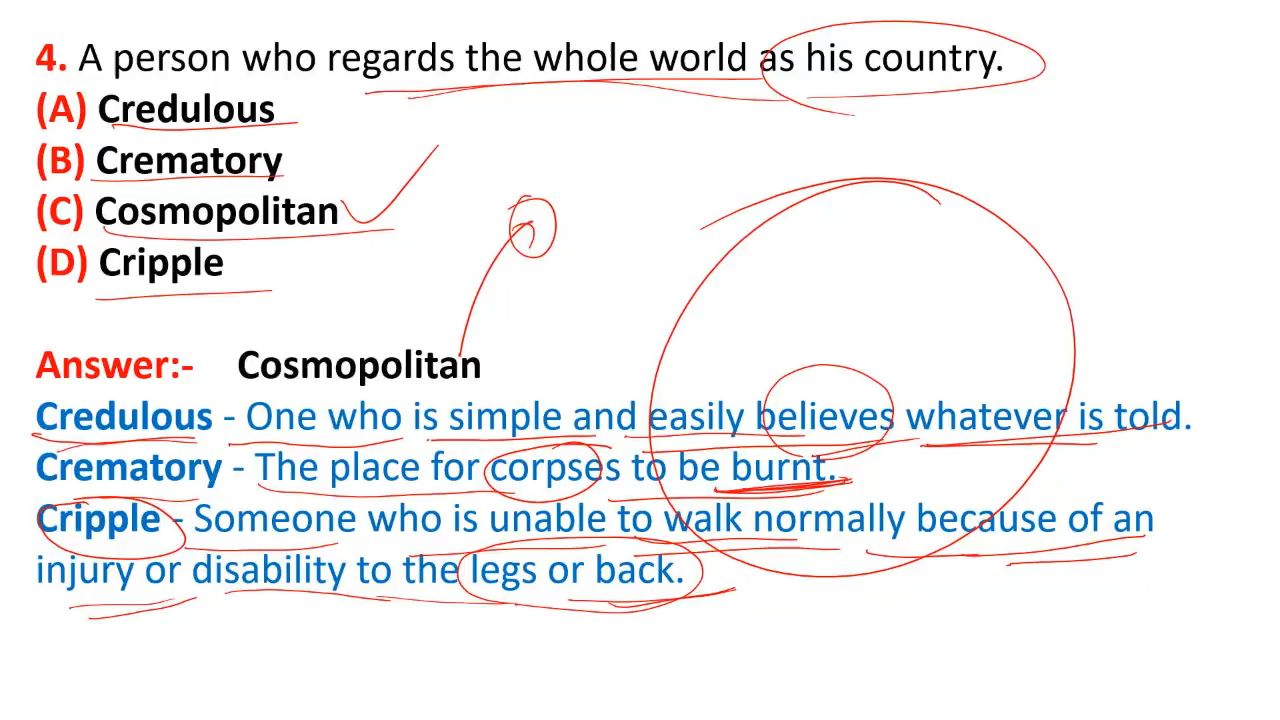 4. A person who regards the whole world as his country.
(A) Credulous
(B) Crematory
(C) Cosmopolitan
(D) Cripple
Answer:- Cosmopolitan
Credulous - One who is simple and easily believes whatever is told.
Crematory - The place for corpses to be burnt.
Cripple - Someone who is unable to walk normally because of an
injury or disability to the legs or back.